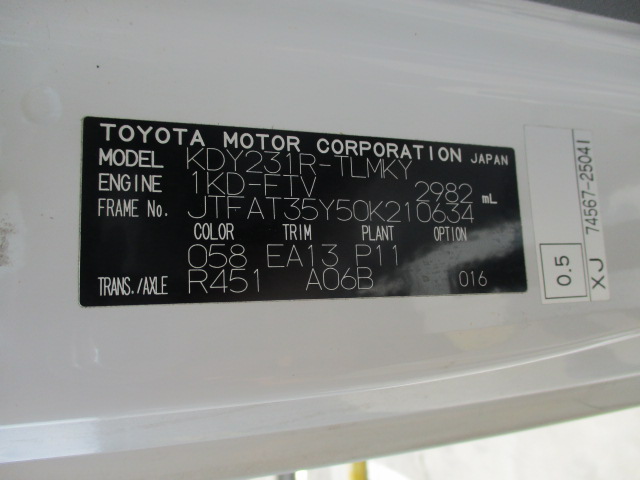 TOYOTA MOTOR CORPORATION JAPAN
MODEL KDY231R-TLMKY
ENGINE 1KD-FTV 2982 mL
FRAME No. JTFAT35Y50K210634
COLOR TRIM PLANT OPTION
058 EA13 P11
TRANS./AXLE R451 A06B 016
74567-25041
0.5
XJ